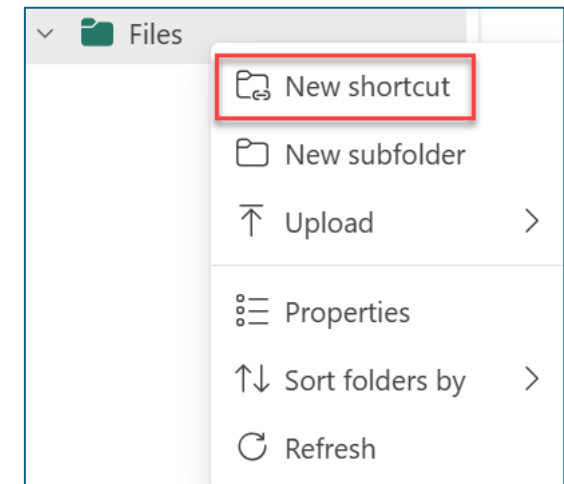 Files
New shortcut
New subfolder
Upload
Properties
Sort folders by
Refresh